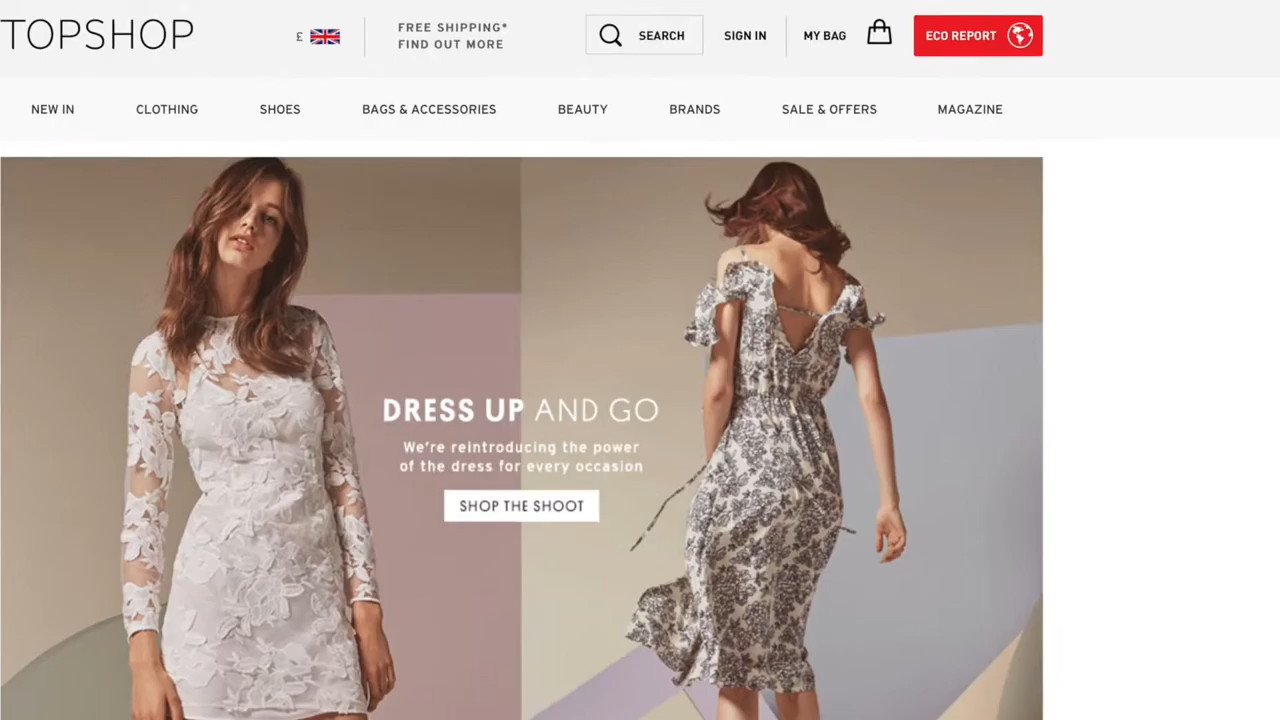 TOPSHOP
£
FREE SHIPPING*
FIND OUT MORE
SEARCH
SIGN IN
MY BAG
ECO REPORT
NEW IN
CLOTHING
SHOES
BAGS & ACCESSORIES
BEAUTY
BRANDS
SALE & OFFERS
MAGAZINE
DRESS UP AND GO
We're reintroducing the power
of the dress for every occasion
SHOP THE SHOOT